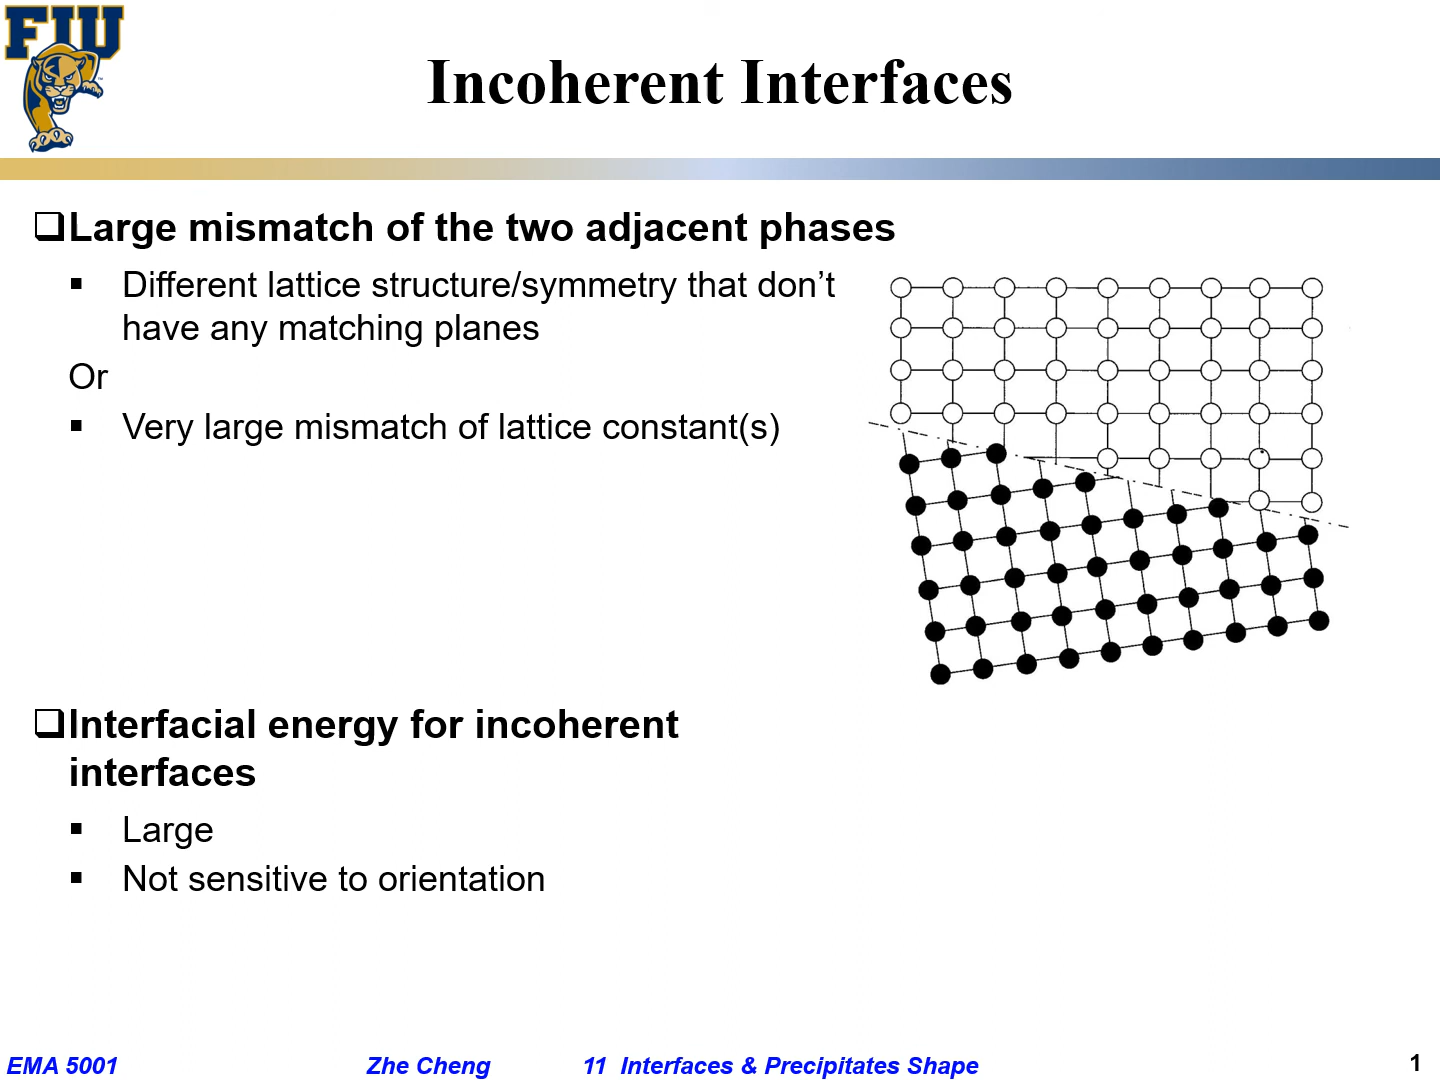 FIU
Incoherent Interfaces
Large mismatch of the two adjacent phases
Different lattice structure/symmetry that don’t
have any matching planes
Or
Very large mismatch of lattice constant(s)
Interfacial energy for incoherent
interfaces
Large
Not sensitive to orientation
EMA 5001 Zhe Cheng 11 Interfaces & Precipitates Shape 1